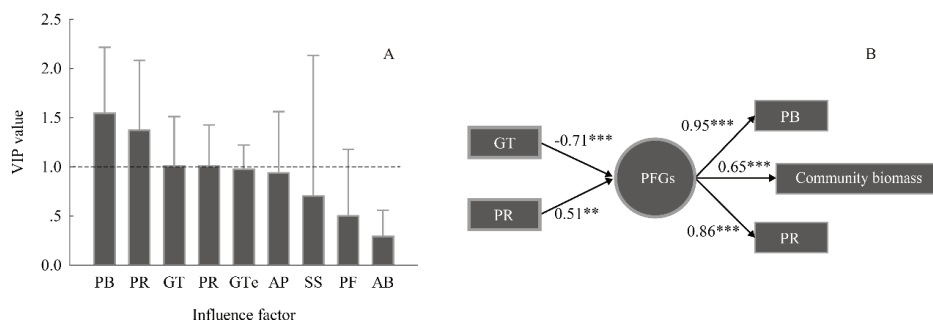 A
VIP value
2.5
2.0
1.5
1.0
.5
0.0
PB PR GT PR GTe AP SS PF AB
Influence factor
B
GT
-0.71***
PR
0.51**
PFGs
0.95***
PB
0.65***
Community biomass
0.86***
PR